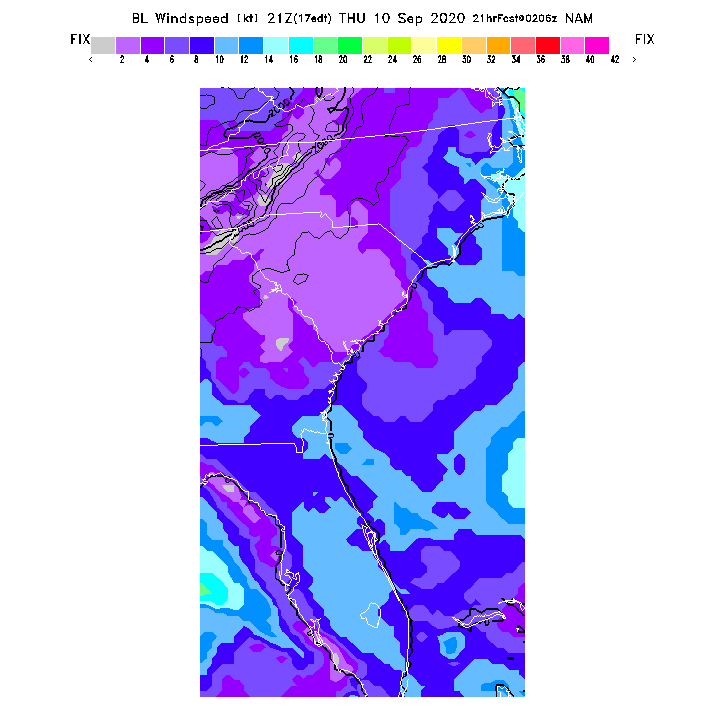 BL Windspeed [kt] 21Z(17edt) THU 10 Sep 2020 21hrFcst@0206z NAM
FIX FIX
< 2 4 6 8 10 12 14 16 18 20 22 24 26 28 30 32 34 36 38 40 42 >
2000